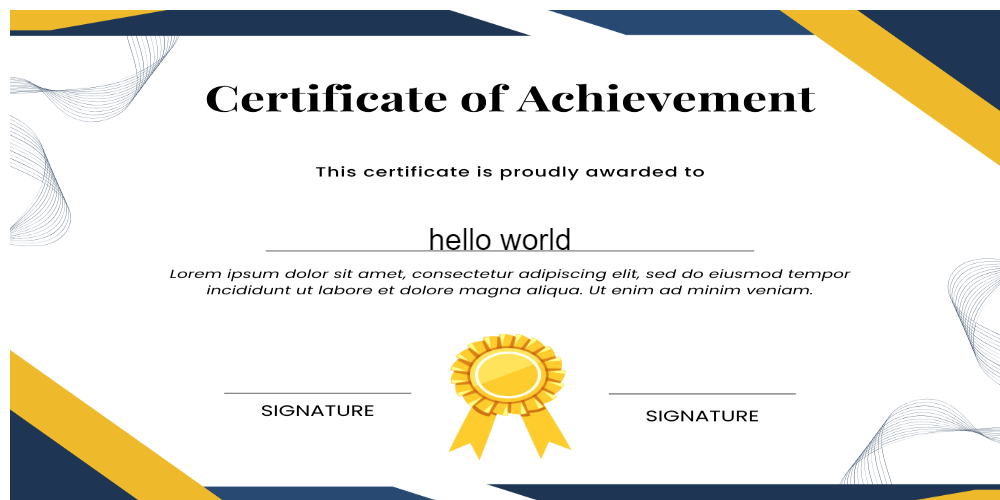 Certificate of Achievement
This certificate is proudly awarded to
hello world
Lorem ipsum dolor sit amet, consectetur adipiscing elit, sed do eiusmod tempor
incididunt ut labore et dolore magna aliqua. Ut enim ad minim veniam.
SIGNATURE
SIGNATURE